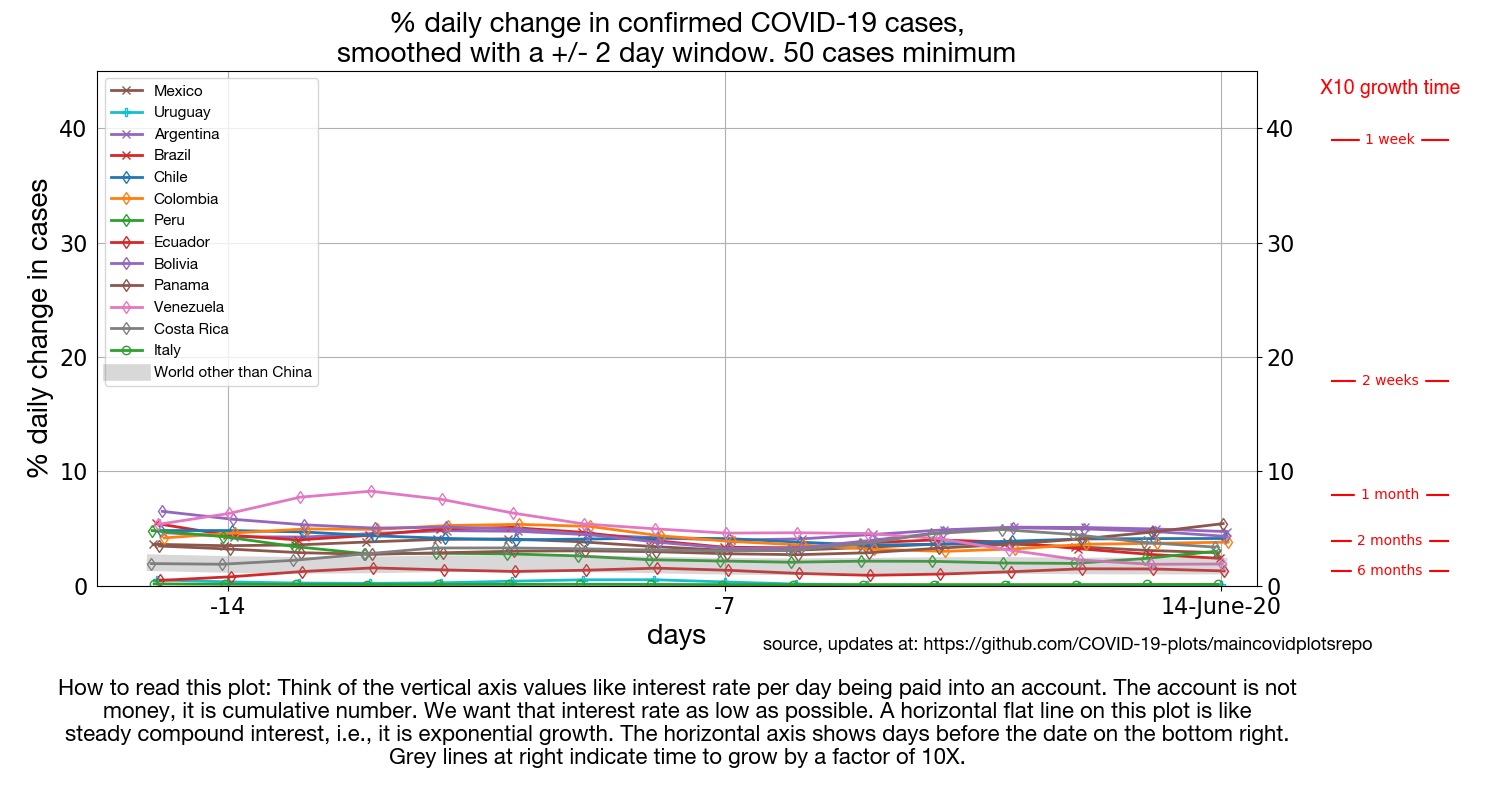 % daily change in confirmed COVID-19 cases,
smoothed with a +/- 2 day window. 50 cases minimum
X10 growth time
Mexico
Uruguay
Argentina
Brazil
Chile
Colombia
Peru
Ecuador
Bolivia
Panama
Venezuela
Costa Rica
Italy
World other than China
% daily change in cases
40
30
20
10
0
40
30
20
10
0
1 week
2 weeks
1 month
2 months
6 months
-14
-7
14-June-20
days
source, updates at: https://github.com/COVID-19-plots/maincovidplotsrepo
How to read this plot: Think of the vertical axis values like interest rate per day being paid into an account. The account is not
money, it is cumulative number. We want that interest rate as low as possible. A horizontal flat line on this plot is like
steady compound interest, i.e., it is exponential growth. The horizontal axis shows days before the date on the bottom right.
Grey lines at right indicate time to grow by a factor of 10X.